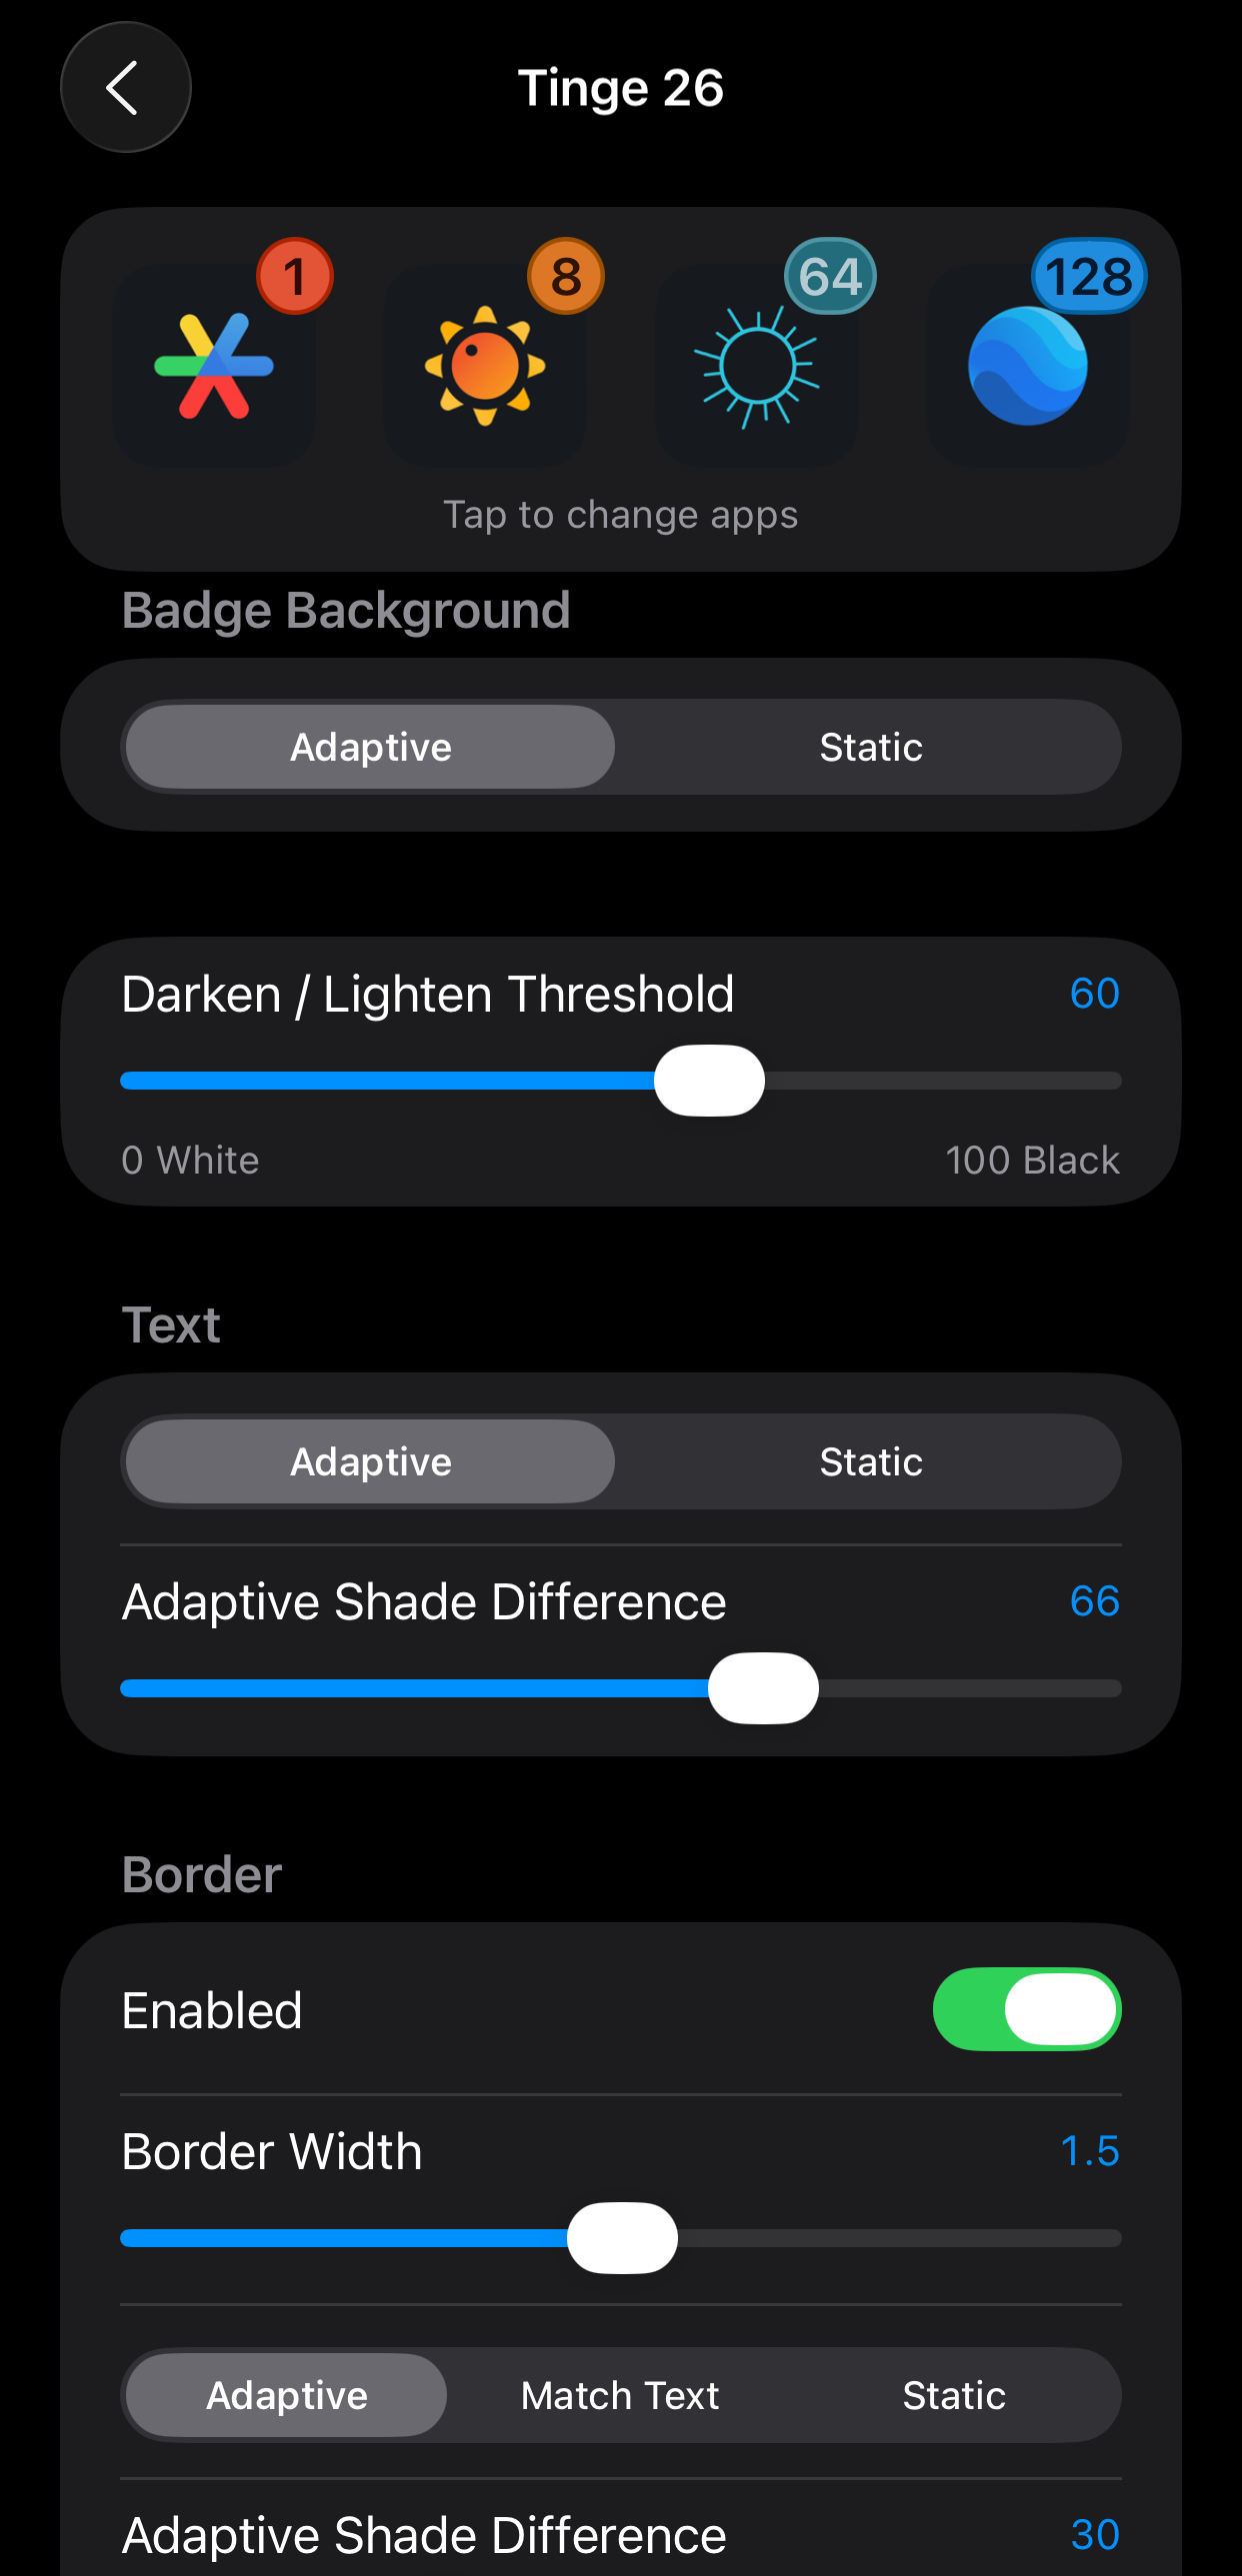 Tinge 26
1
8
64
128
Tap to change apps
Badge Background
Adaptive Static
Darken / Lighten Threshold 60
0 White 100 Black
Text
Adaptive Static
Adaptive Shade Difference 66
Border
Enabled
Border Width 1.5
Adaptive Match Text Static
Adaptive Shade Difference 30